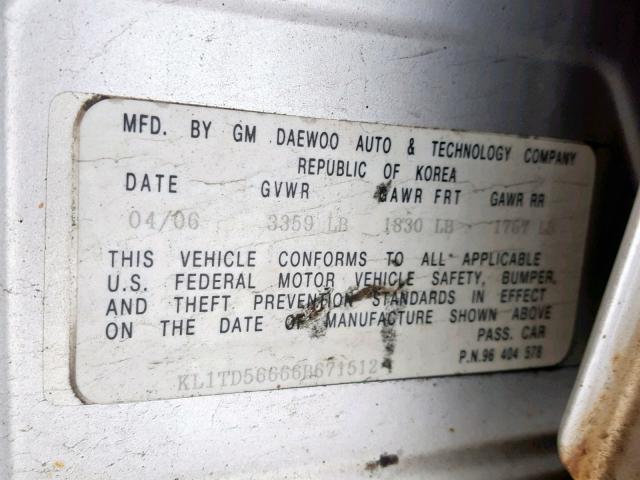 MFD. BY GM DAEWOO AUTO & TECHNOLOGY COMPANY
REPUBLIC OF KOREA
DATE GVWR GAWR FRT GAWR RR
04/06 3359 LB 1830 LB 1767 LB
THIS VEHICLE CONFORMS TO ALL APPLICABLE
U.S. FEDERAL MOTOR VEHICLE SAFETY, BUMPER,
AND THEFT PREVENTION STANDARDS IN EFFECT
ON THE DATE OF MANUFACTURE SHOWN ABOVE
PASS. CAR
P.N.96 404 578